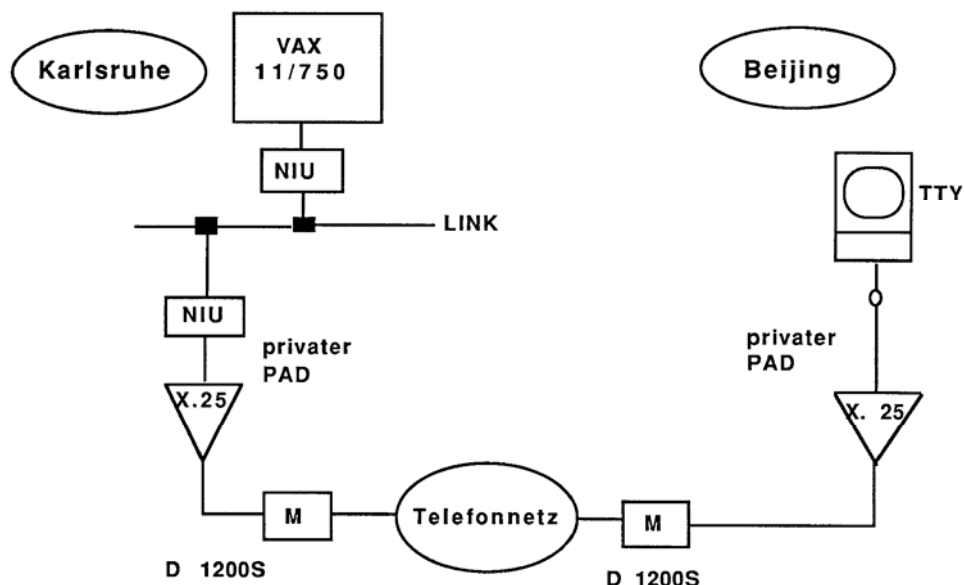 Karlsruhe
VAX
11/750
Beijing
NIU
TTY
LINK
NIU
privater
PAD
privater
PAD
X.25
X. 25
M
Telefonnetz
M
D 1200S
D 1200S